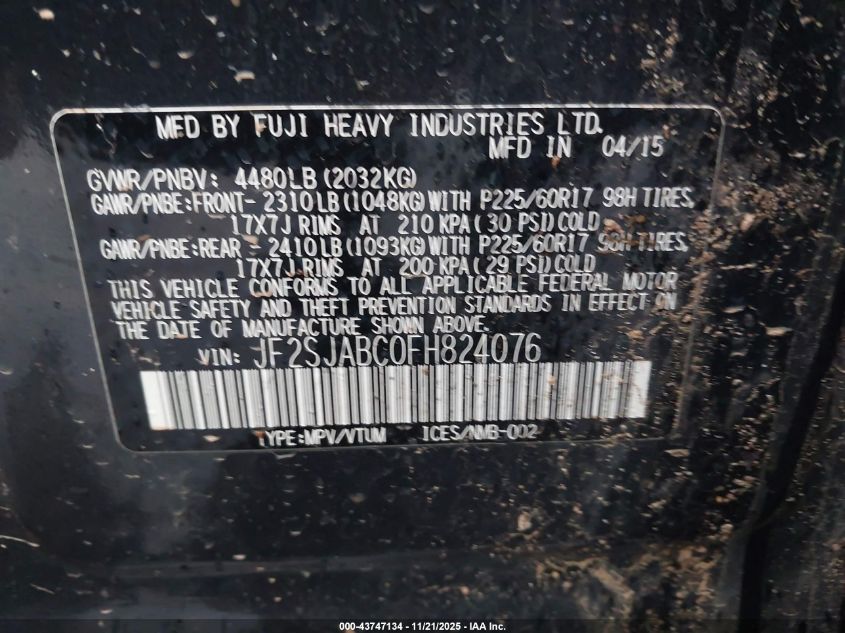 MFD BY FUJI HEAVY INDUSTRIES LTD.
MFD IN 04/15
GVWR/PNBV: 4480LB (2032KG)
GAWR/PNBE:FRONT- 2310LB(1048KG) WITH P225/60R17 98H TIRES,
17X7J RIMS AT 210 KPA( 30 PSI) COLD
GAWR/PNBE:REAR - 2410LB(1093KG) WITH P225/60R17 98H TIRES,
17X7J RIMS AT 200 KPA( 29 PSI) COLD
THIS VEHICLE CONFORMS TO ALL APPLICABLE FEDERAL MOTOR
VEHICLE SAFETY AND THEFT PREVENTION STANDARDS IN EFFECT ON
THE DATE OF MANUFACTURE SHOWN ABOVE.
VIN: JF2SJABC0FH824076
TYPE:MPV/VTUM ICES/NMB-002
000-43747134 - 11/21/2025 - IAA Inc.